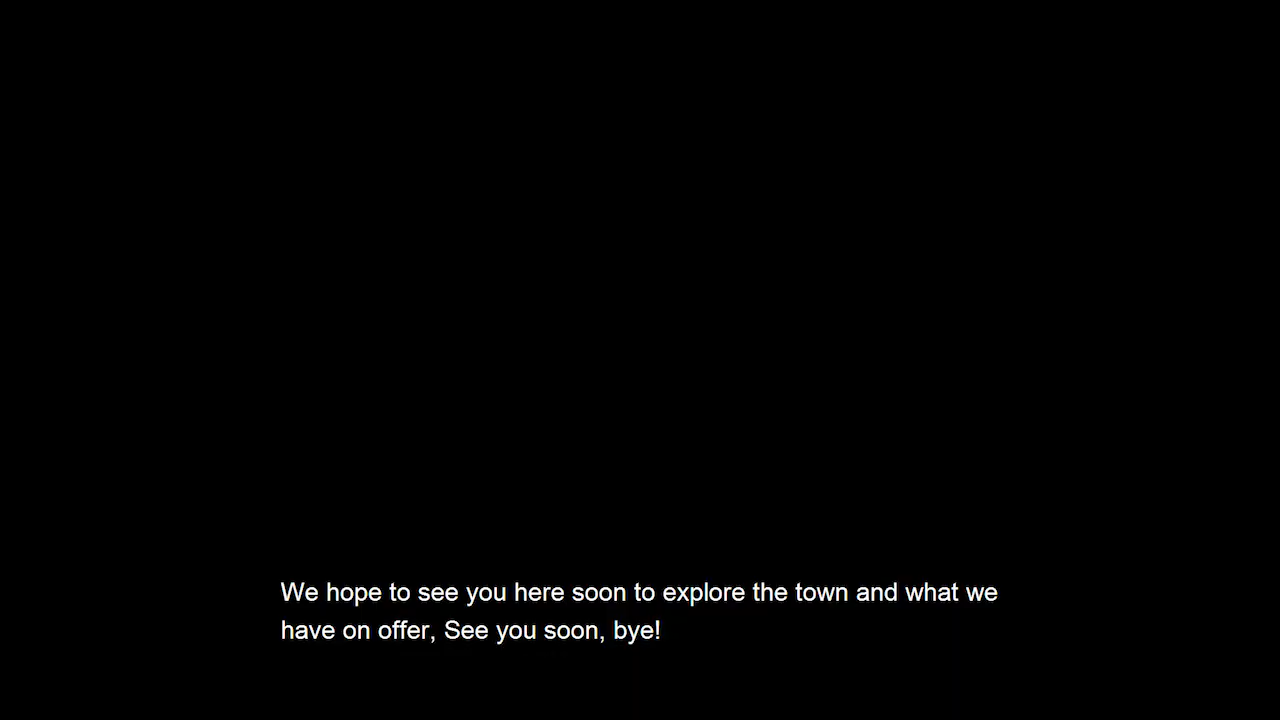 We hope to see you here soon to explore the town and what we
have on offer, See you soon, bye!